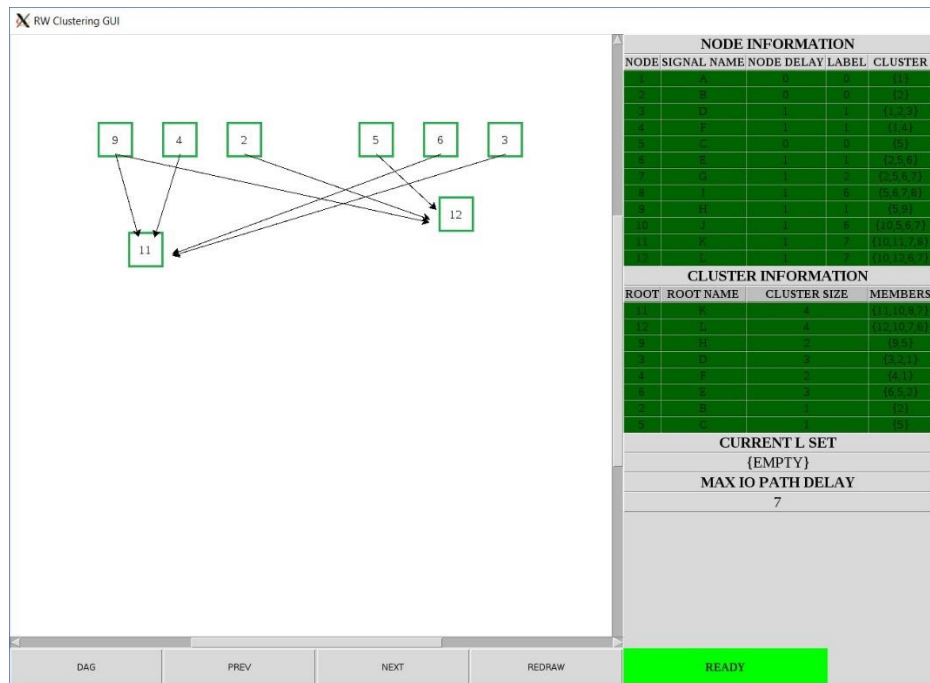 RW Clustering GUI
9 4 2 5 6 3
12
11
NODE INFORMATION
NODE SIGNAL NAME NODE DELAY LABEL CLUSTER
1 A 0 0 {1}
2 B 0 0 {2}
3 D 1 1 {1,2,3}
4 F 1 1 {1,4}
5 C 0 0 {5}
6 E 1 1 {2,5,6}
7 G 1 2 {2,5,6,7}
8 I 1 6 {5,6,7,8}
9 H 1 1 {5,9}
10 J 1 6 {10,5,6,7}
11 K 1 7 {10,11,7,8}
12 L 1 7 {10,12,6,7}
CLUSTER INFORMATION
ROOT ROOT NAME CLUSTER SIZE MEMBERS
11 K 4 {11,10,8,7}
12 L 4 {12,10,7,6}
9 H 2 {9,5}
3 D 3 {3,2,1}
4 F 2 {4,1}
6 E 3 {6,5,2}
2 B 1 {2}
5 C 1 {5}
CURRENT L SET
{EMPTY}
MAX IO PATH DELAY
7
DAG PREV NEXT REDRAW READY